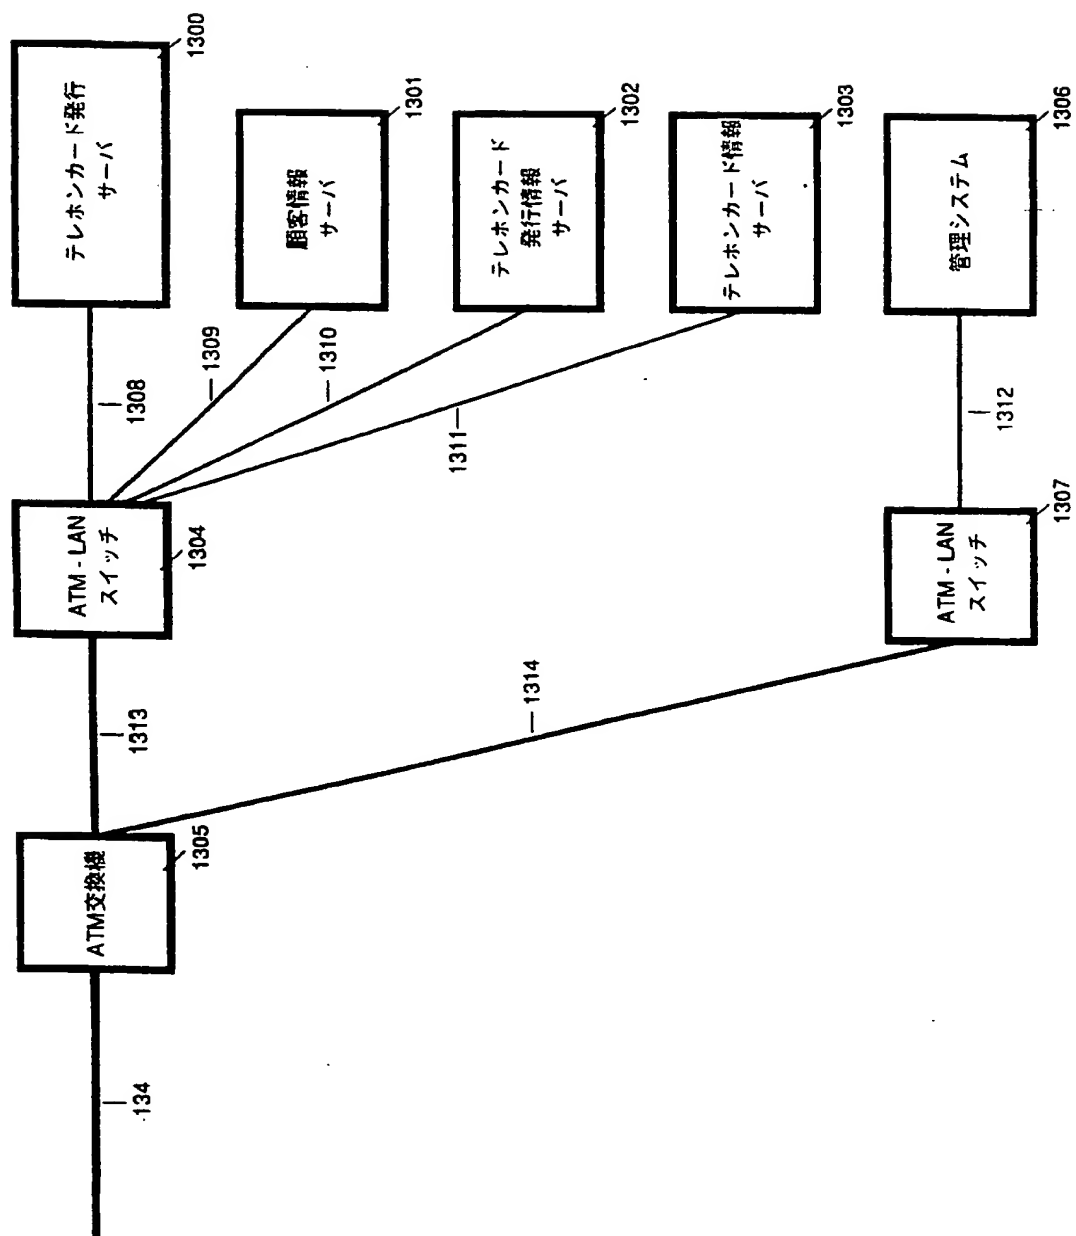 テレホンカード発行
サーバ
1300
顧客情報
サーバ
1301
テレホンカード
発行情報
サーバ
1302
テレホンカード情報
サーバ
1303
管理システム
1306
1308
1309
1310
1311
1312
ATM-LAN
スイッチ
1304
ATM-LAN
スイッチ
1307
1313
1314
ATM交換機
1305
134